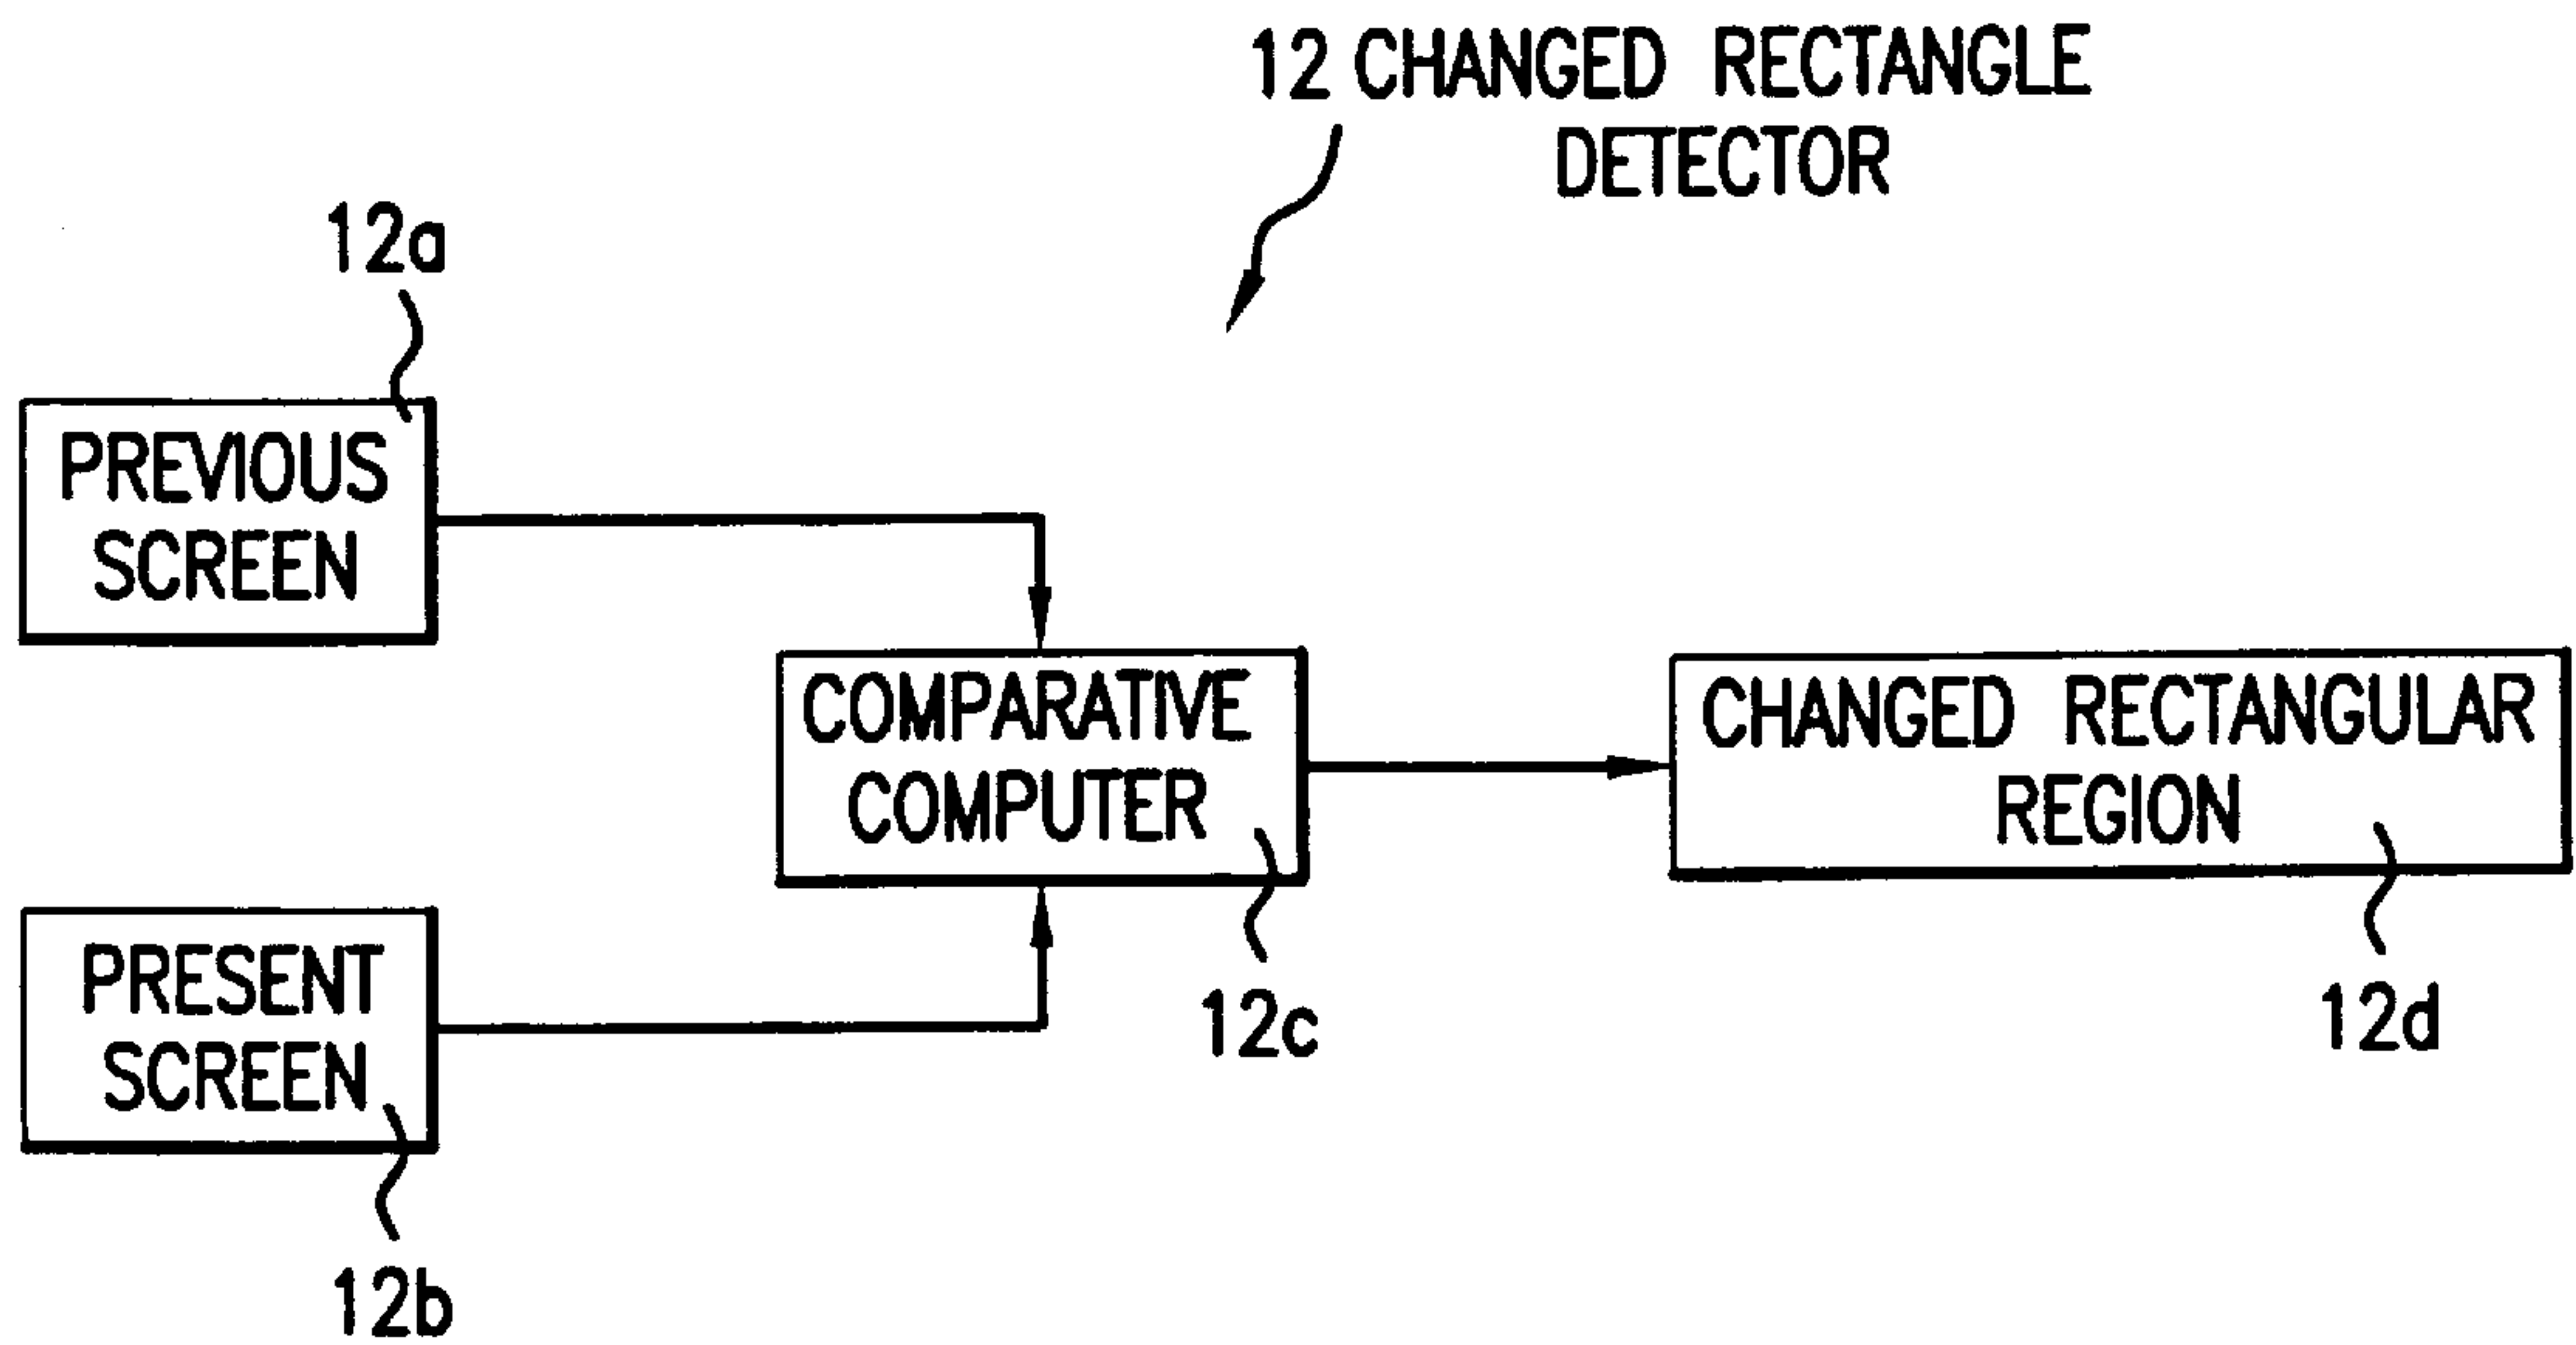 12 CHANGED RECTANGLE
DETECTOR
12a
PREVIOUS
SCREEN
COMPARATIVE
COMPUTER
CHANGED RECTANGULAR
REGION
PRESENT
SCREEN
12c
12d
12b